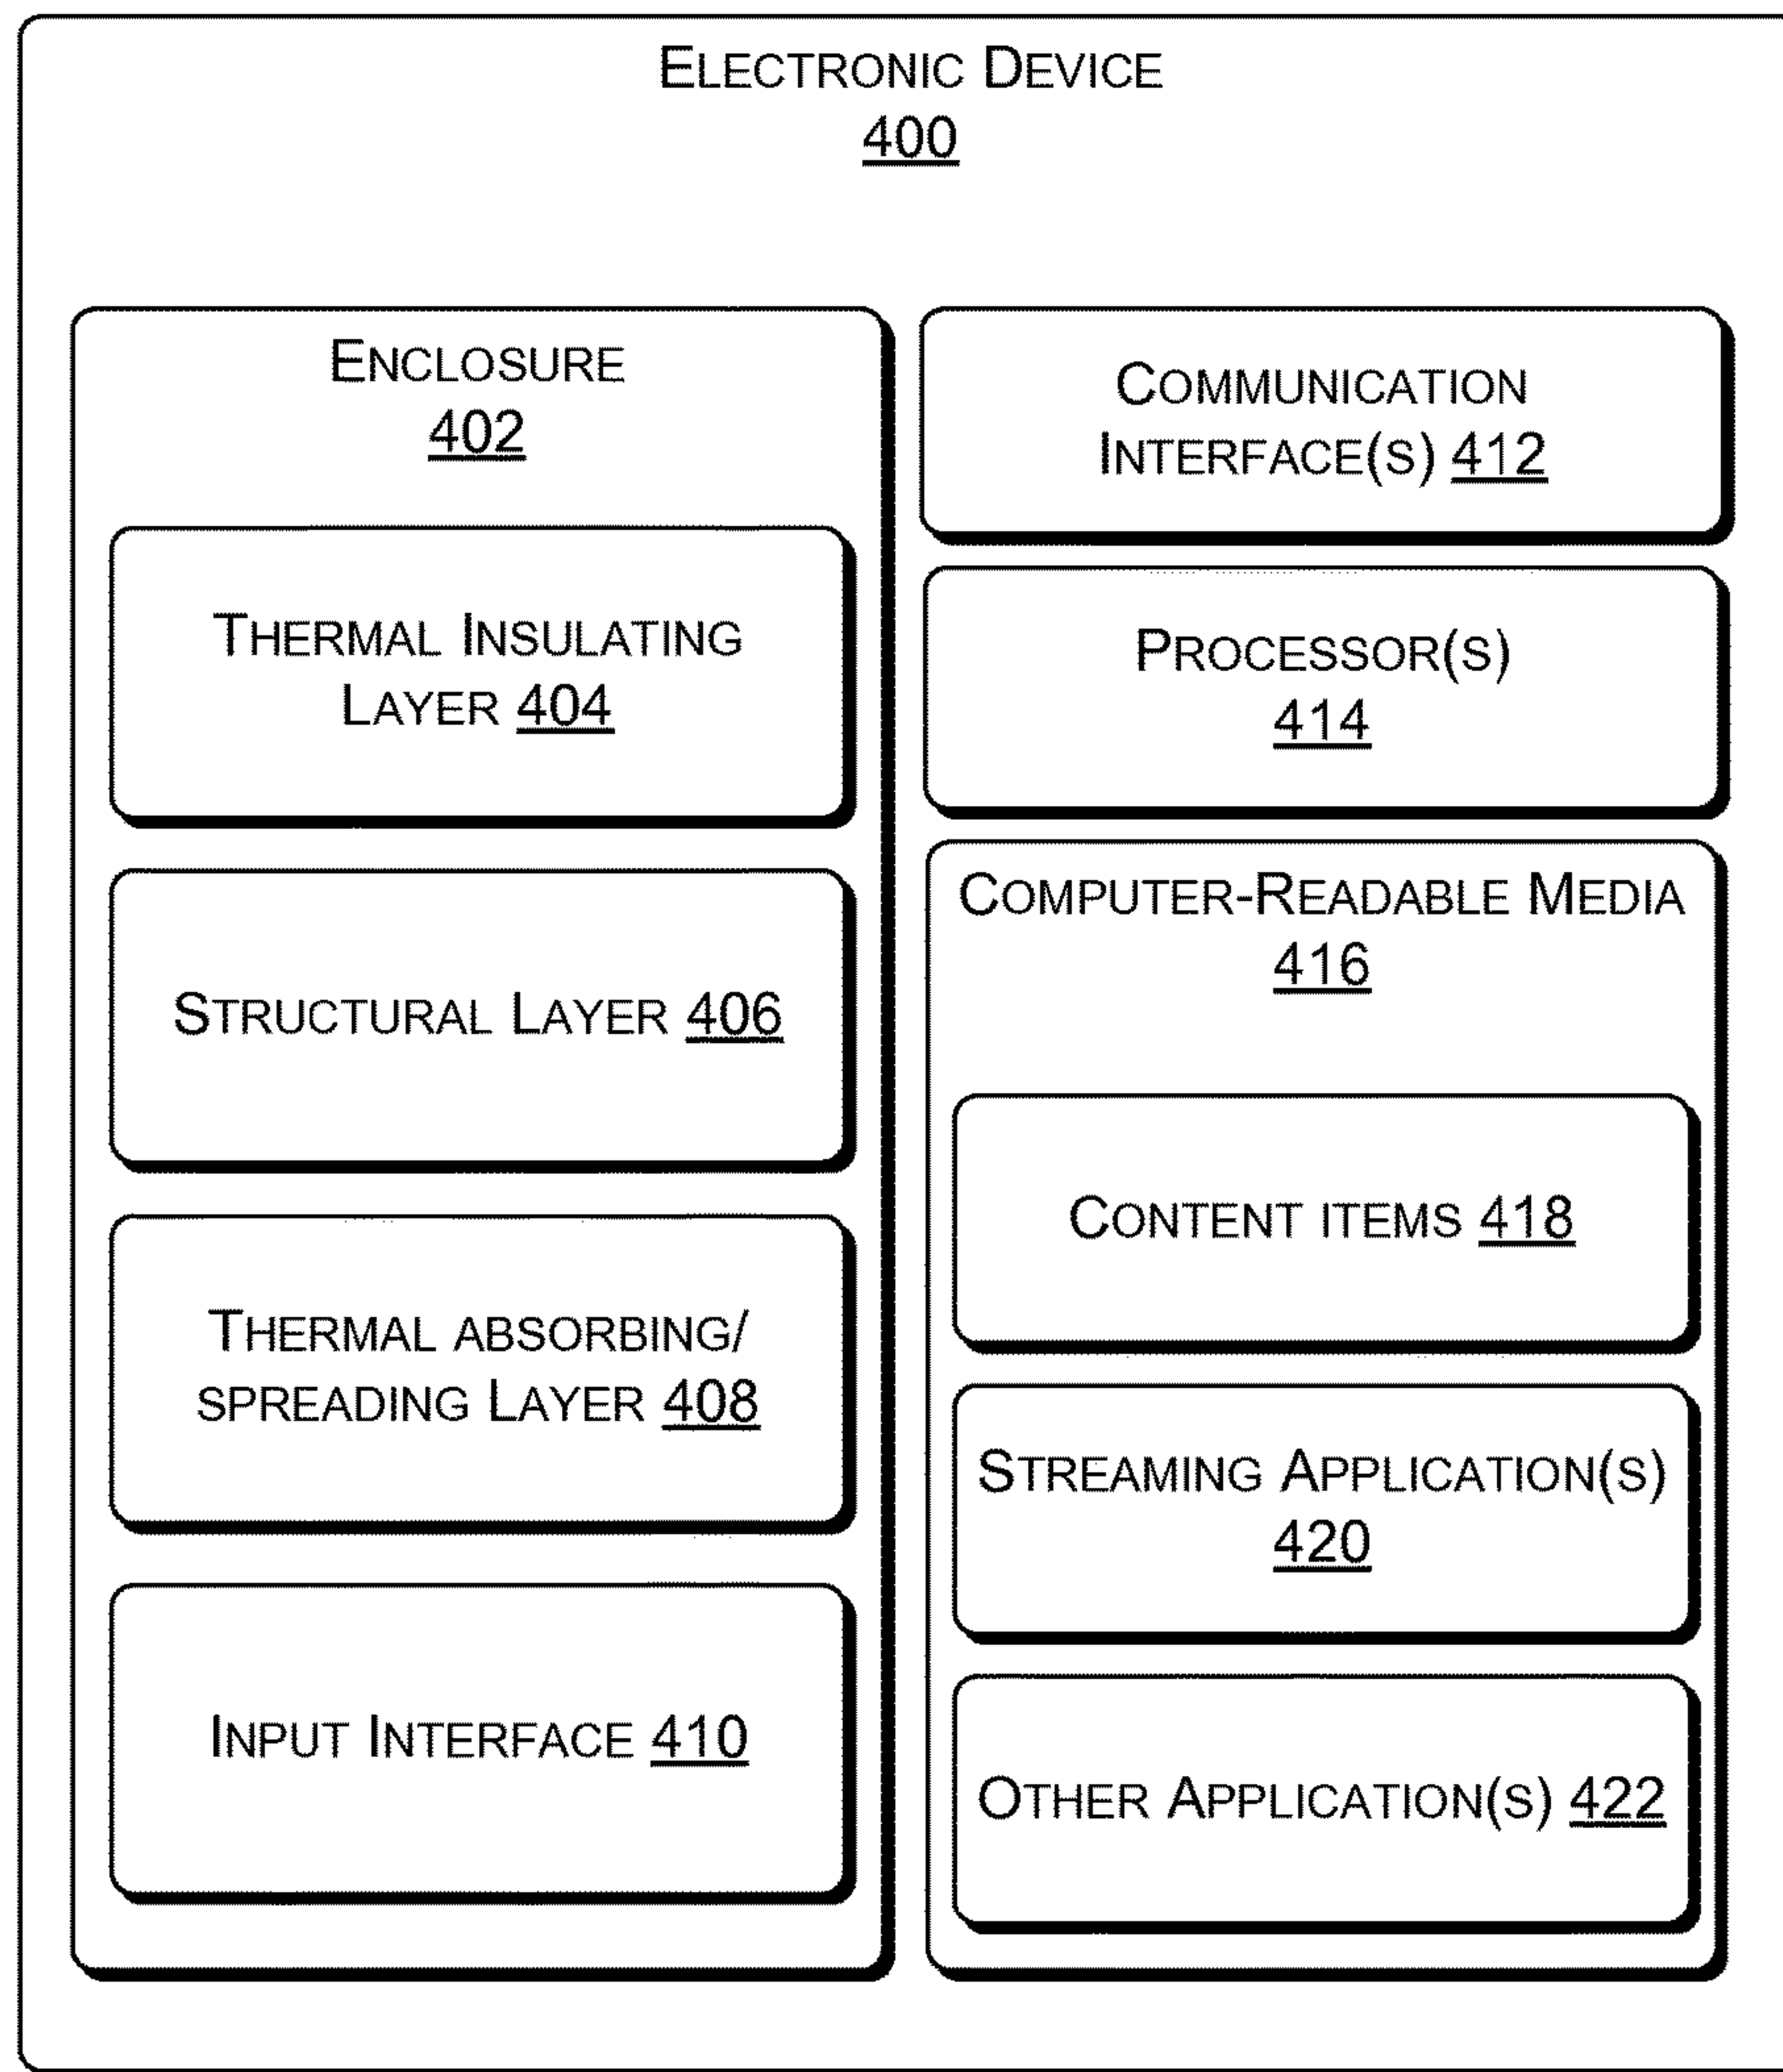 ELECTRONIC DEVICE
400
ENCLOSURE
402
THERMAL INSULATING
LAYER 404
STRUCTURAL LAYER 406
THERMAL ABSORBING/
SPREADING LAYER 408
INPUT INTERFACE 410
COMMUNICATION
INTERFACE(S) 412
PROCESSOR(S)
414
COMPUTER-READABLE MEDIA
416
CONTENT ITEMS 418
STREAMING APPLICATION(S)
420
OTHER APPLICATION(S) 422